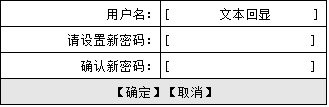 用户名： [ 文本回显 ]
请设置新密码： [ ]
确认新密码： [ ]
【确定】【取消】